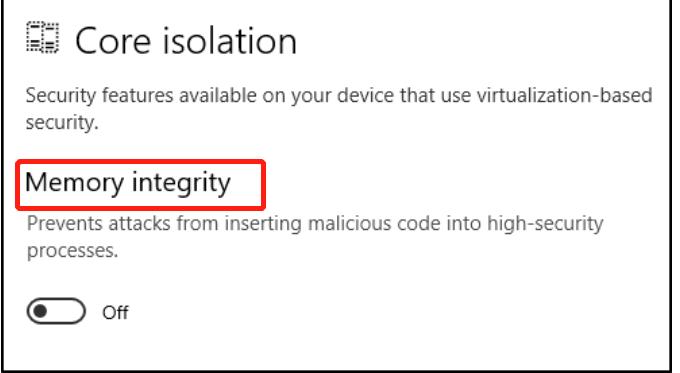 Core isolation
Security features available on your device that use virtualization-based
security.
Memory integrity
Prevents attacks from inserting malicious code into high-security
processes.
Off